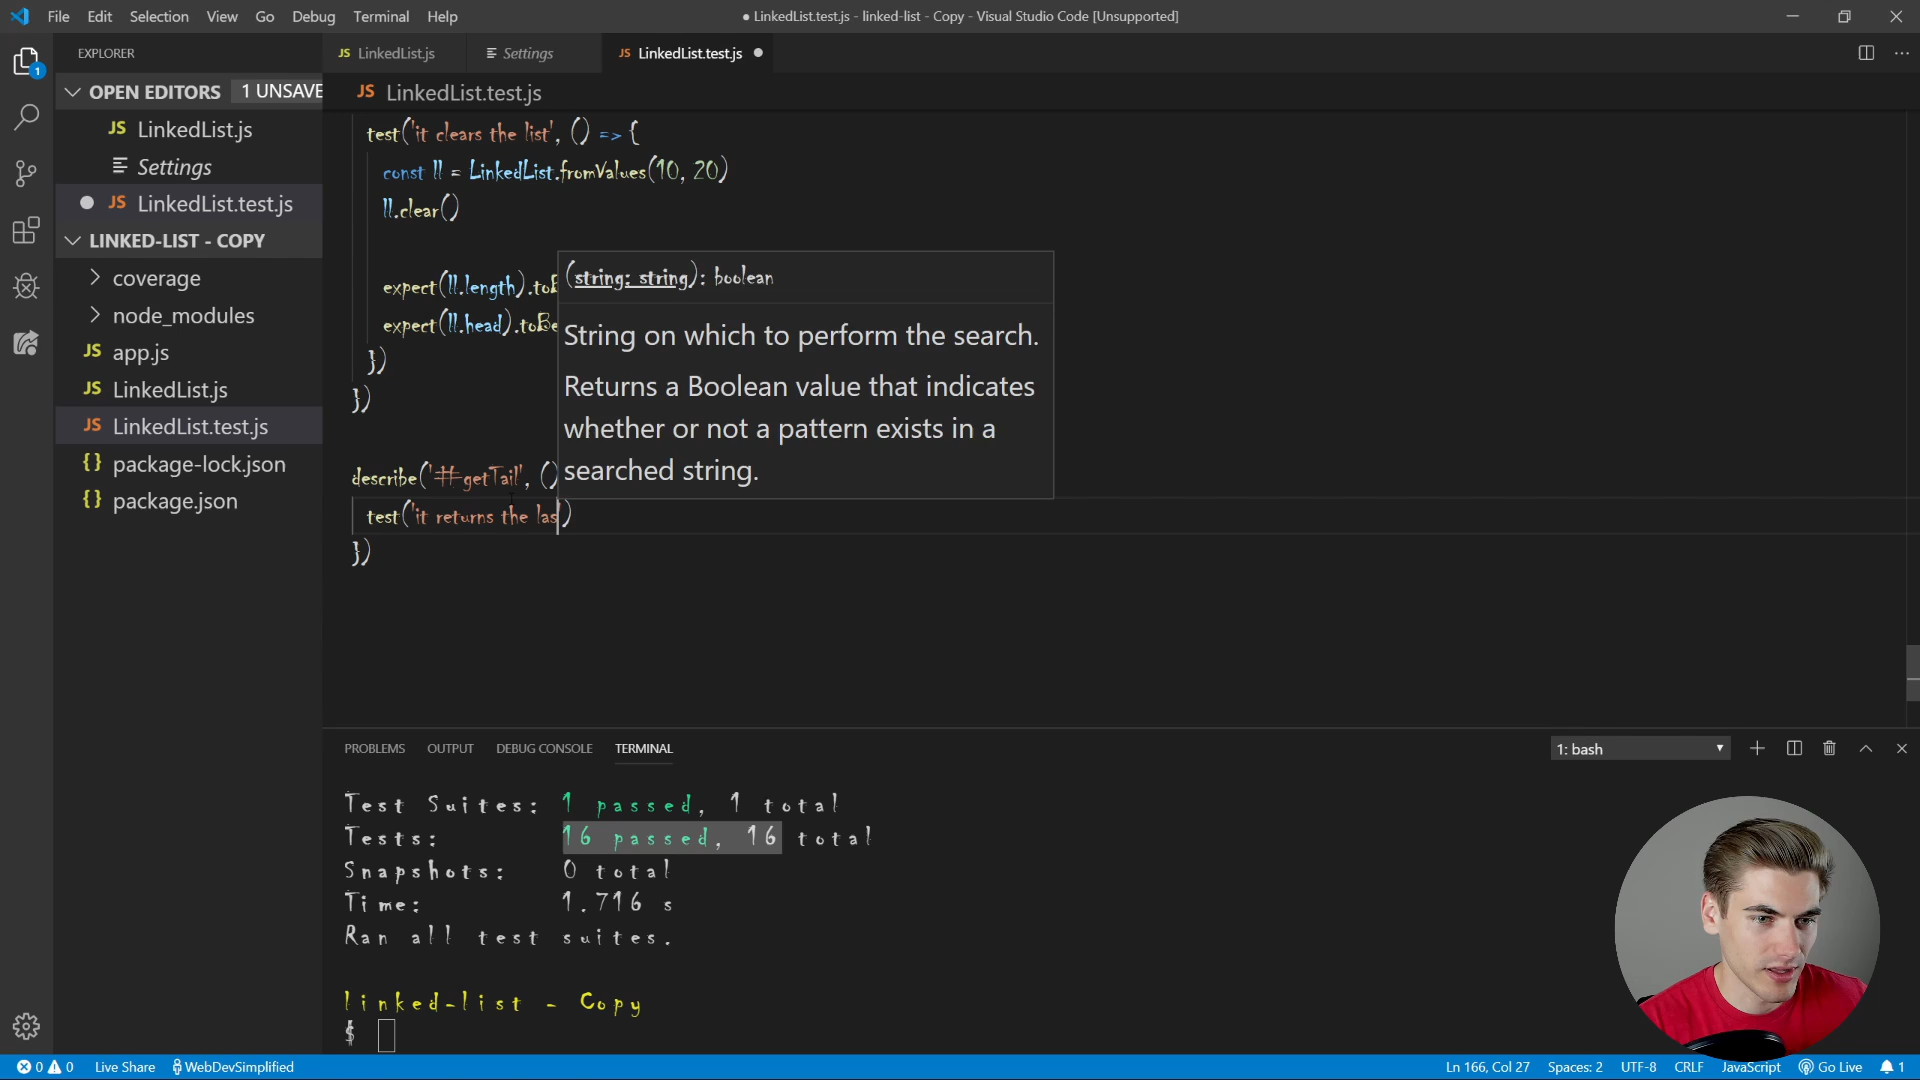 File Edit Selection View Go Debug Terminal Help
● LinkedList.test.js - linked-list - Copy - Visual Studio Code [Unsupported]
EXPLORER
OPEN EDITORS 1 UNSAVE
JS LinkedList.js
Settings
JS LinkedList.test.js
LINKED-LIST - COPY
coverage
node_modules
JS app.js
JS LinkedList.js
JS LinkedList.test.js
{} package-lock.json
{} package.json
1
JS LinkedList.js
Settings
JS LinkedList.test.js
JS LinkedList.test.js
test('it clears the list', () => {
const ll = LinkedList.fromValues(10, 20)
ll.clear()
expect(ll.length).toB
expect(ll.head).toBe
})
})
describe('#getTail', ()
test('it returns the las')
})
(string: string): boolean
String on which to perform the search.
Returns a Boolean value that indicates
whether or not a pattern exists in a
searched string.
PROBLEMS OUTPUT DEBUG CONSOLE TERMINAL
1: bash
Test Suites: 1 passed, 1 total
Tests: 16 passed, 16 total
Snapshots: 0 total
Time: 1.716 s
Ran all test suites.
linked-list - Copy
$
0 0 Live Share WebDevSimplified
Ln 166, Col 27 Spaces: 2 UTF-8 CRLF JavaScript Go Live 1